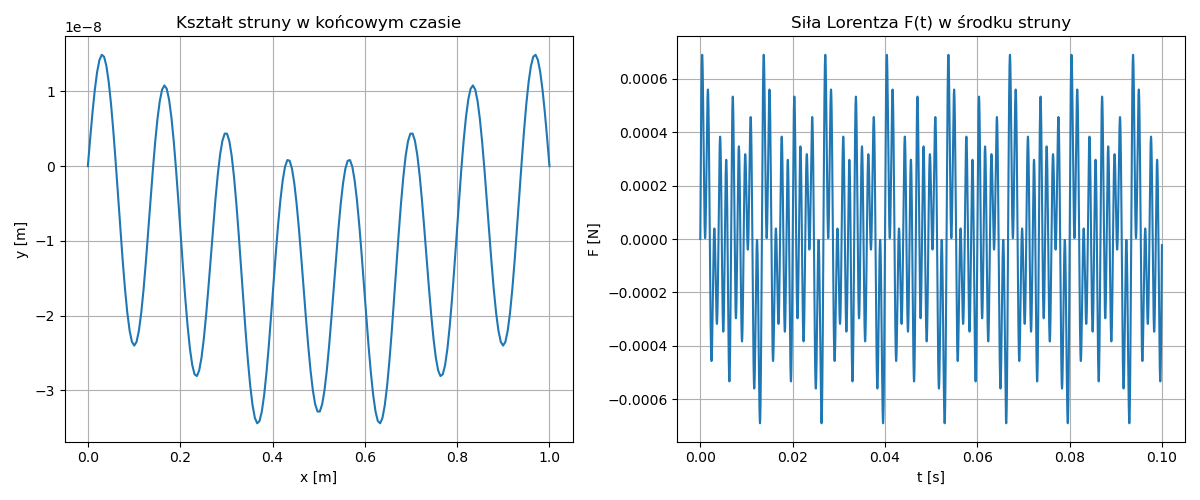 Kształt struny w końcowym czasie
1e−8
1
0
−1
−2
−3
y [m]
0.0 0.2 0.4 0.6 0.8 1.0
x [m]
Siła Lorentza F(t) w środku struny
0.0006
0.0004
0.0002
0.0000
−0.0002
−0.0004
−0.0006
F [N]
0.00 0.02 0.04 0.06 0.08 0.10
t [s]